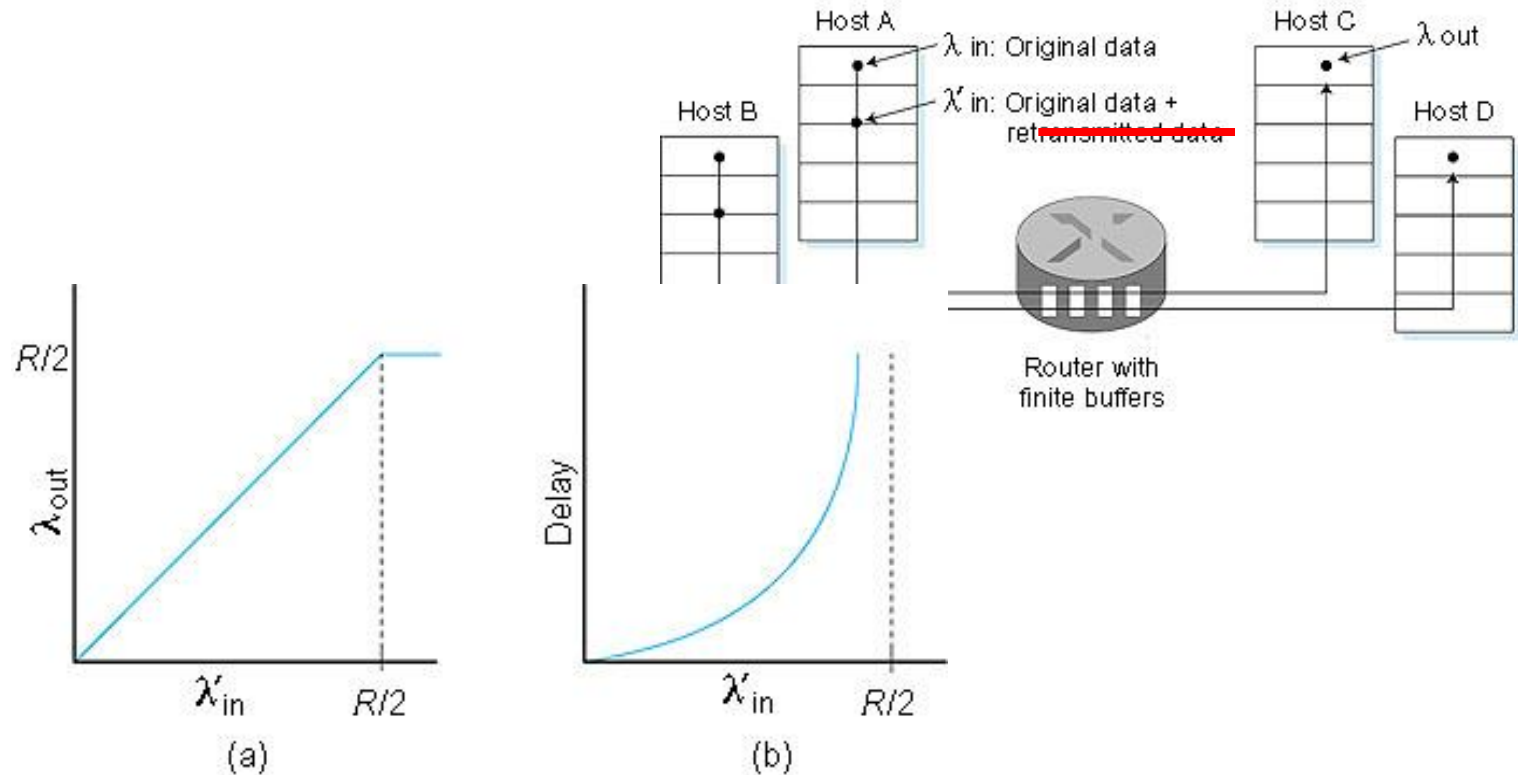 Host A
λ in: Original data
λ′ in: Original data +
retransmitted data
Host B
Host C
λ out
Host D
Router with
finite buffers
R/2
λout
λ′in
R/2
(a)
Delay
λ′in
R/2
(b)